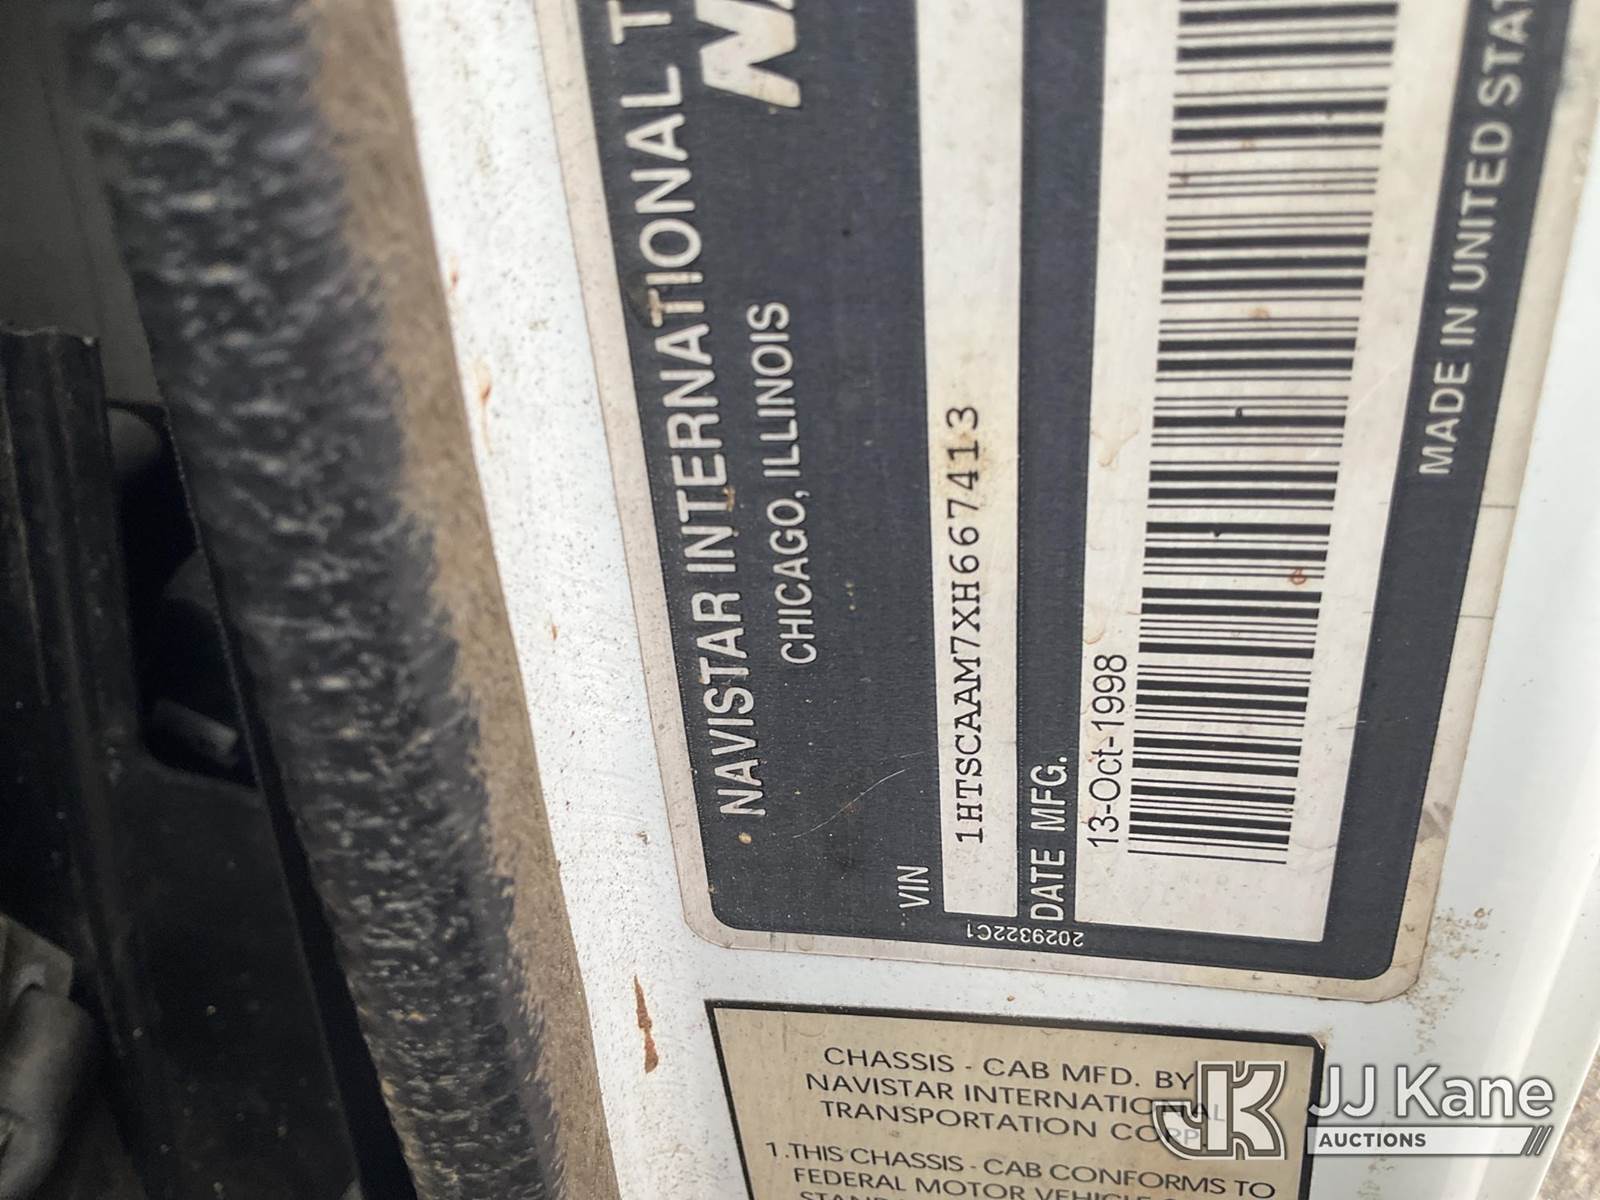 NAVISTAR INTERNATIONAL T
CHICAGO, ILLINOIS
VIN
1HTSCAAM7XH667413
DATE MFG.
13-Oct-1998
MADE IN UNITED STAT
2029322C1
CHASSIS - CAB MFD. BY
NAVISTAR INTERNATIONAL
TRANSPORTATION CORP
1. THIS CHASSIS - CAB CONFORMS TO
FEDERAL MOTOR VEHICLE
JJ Kane
AUCTIONS